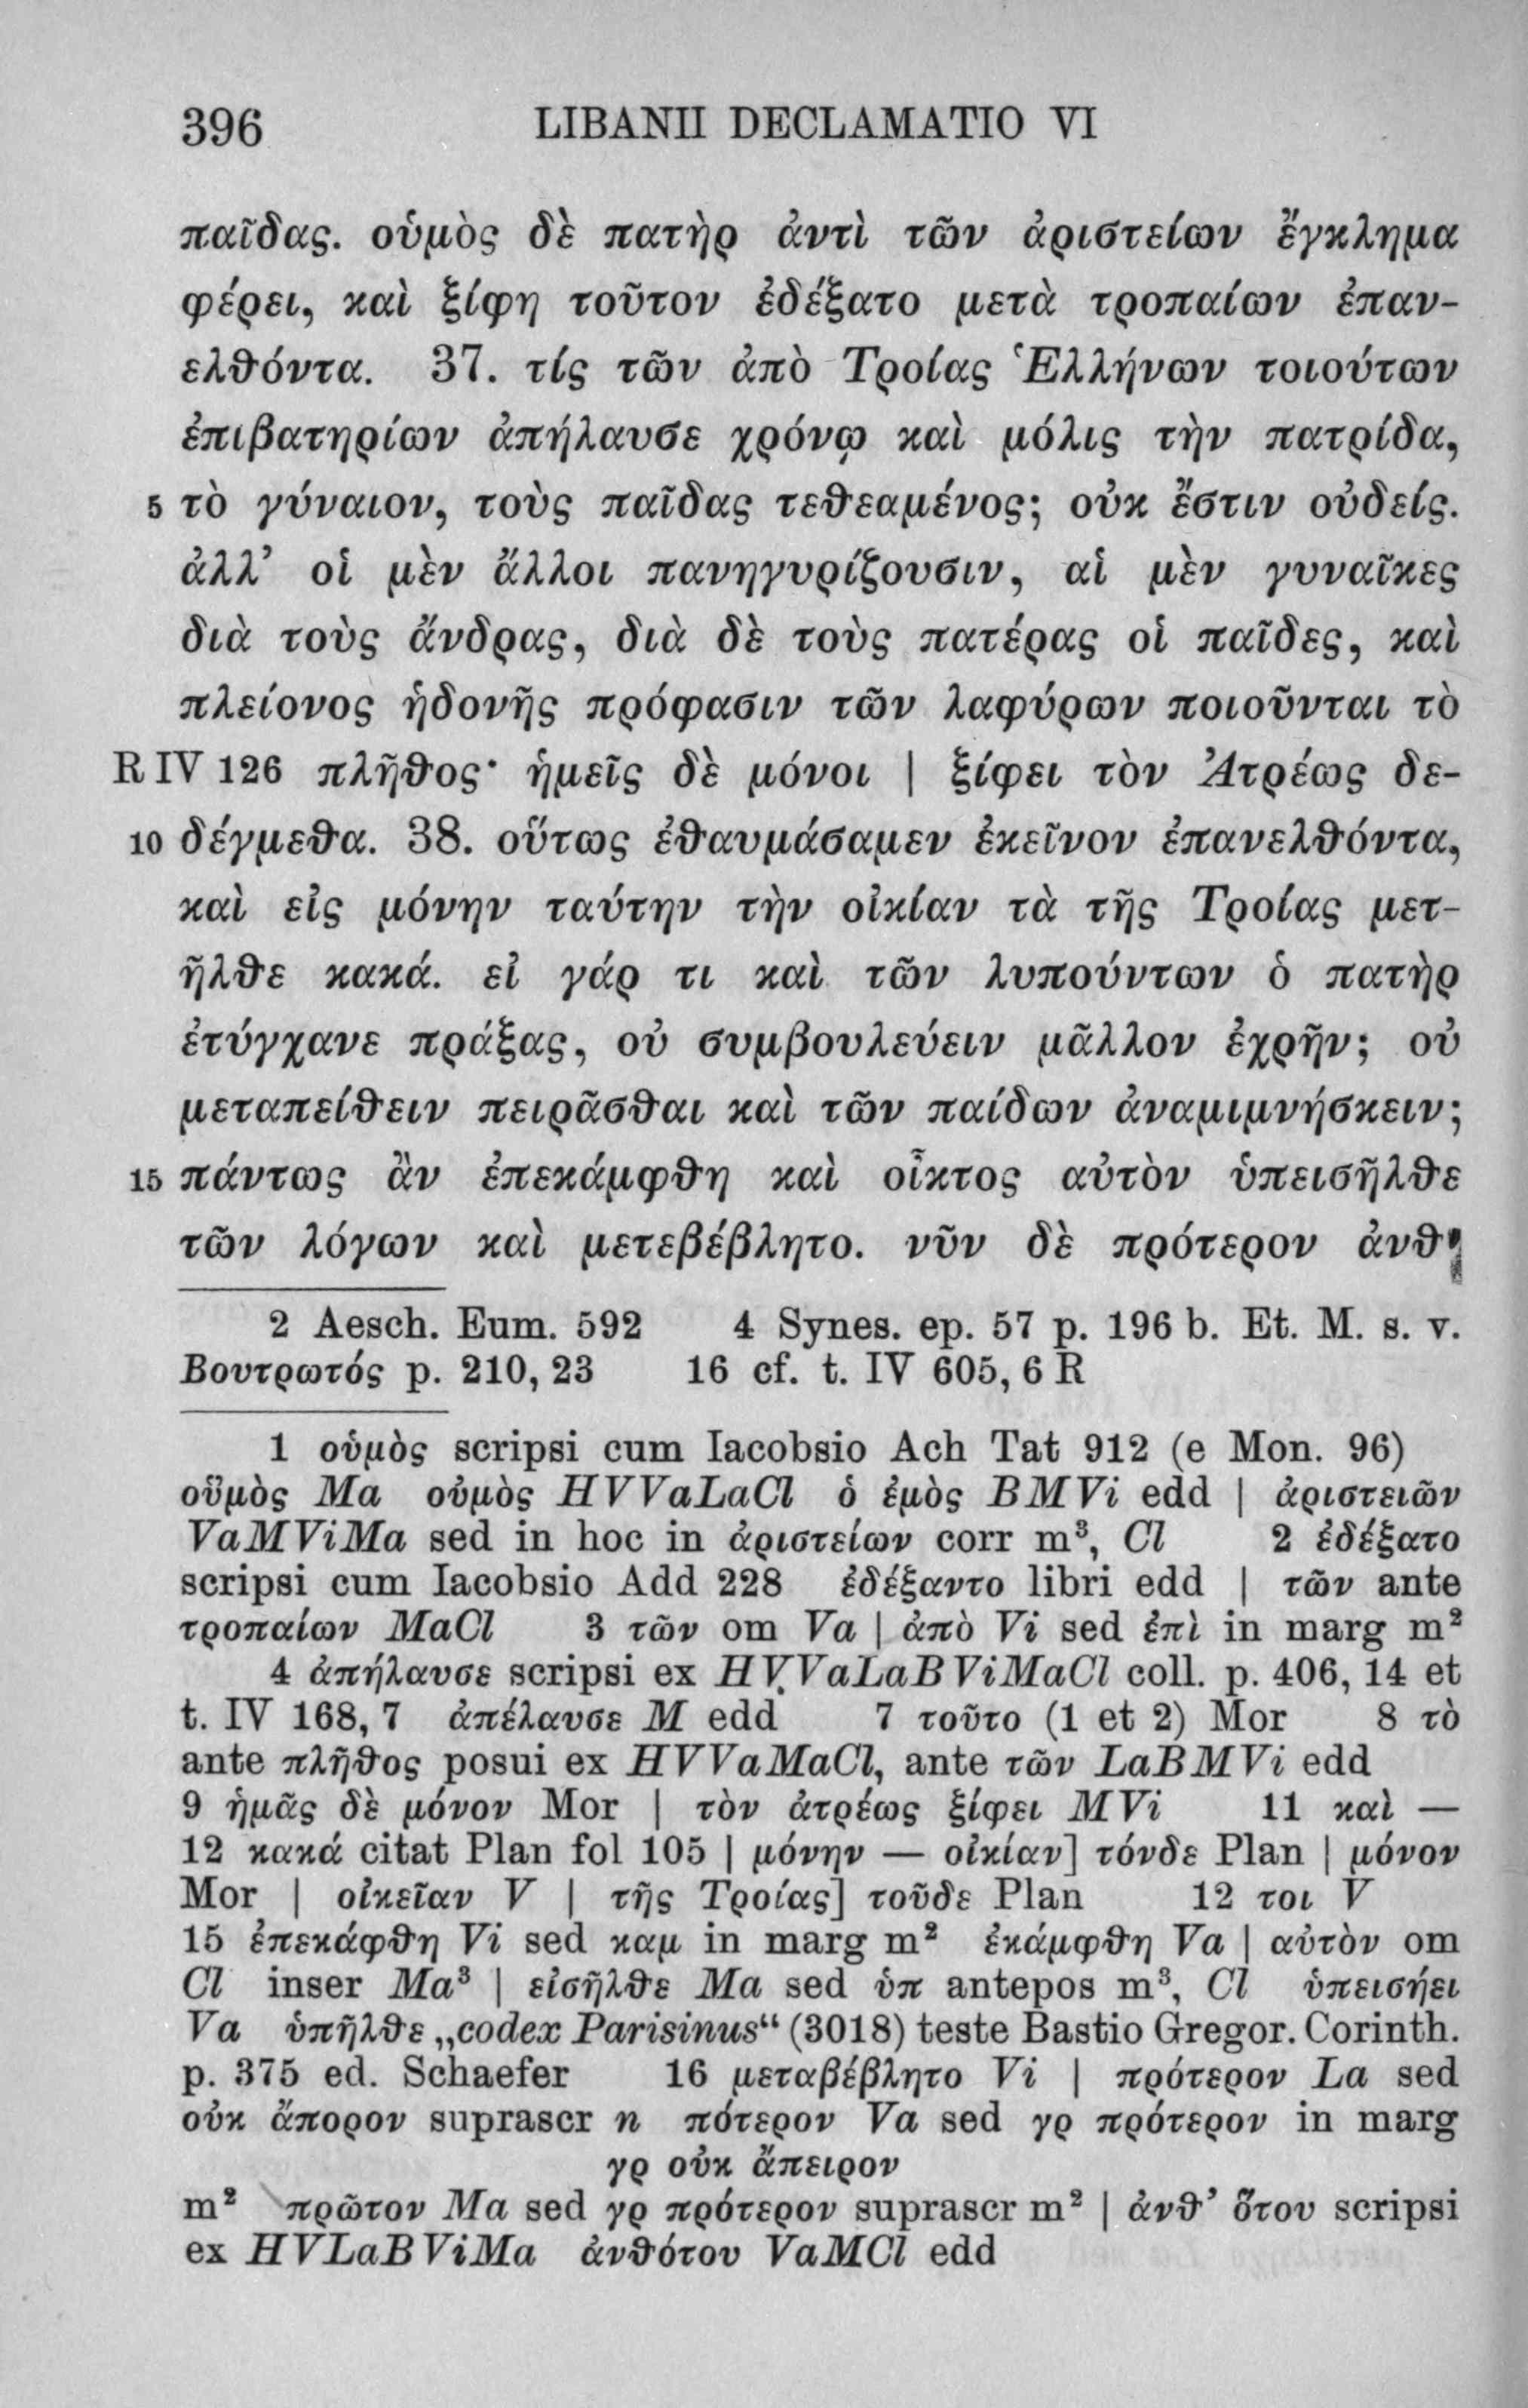 396 LIBANII DECLAMATIO VI
παῖδας. οὑμὸς δὲ πατὴρ ἀντὶ τῶν ἀριστείων ἔγκλημα
φέρει, καὶ ξίφη τοῦτον ἐδέξατο μετὰ τροπαίων ἐπαν-
ελθόντα. 37. τίς τῶν ἀπὸ Τροίας Ἑλλήνων τοιούτων
ἐπιβατηρίων ἀπήλαυσε χρόνῳ καὶ μόλις τὴν πατρίδα,
5 τὸ γύναιον, τοὺς παῖδας τεθεαμένος; οὐκ ἔστιν οὐδείς.
ἀλλ’ οἱ μὲν ἄλλοι πανηγυρίζουσιν, αἱ μὲν γυναῖκες
διὰ τοὺς ἄνδρας, διὰ δὲ τοὺς πατέρας οἱ παῖδες, καὶ
πλείονος ἡδονῆς πρόφασιν τῶν λαφύρων ποιοῦνται τὸ
R IV 126 πλῆθος· ἡμεῖς δὲ μόνοι | ξίφει τὸν Ἀτρέως δε-
10 δέγμεθα. 38. οὕτως ἐθαυμάσαμεν ἐκεῖνον ἐπανελθόντα,
καὶ εἰς μόνην ταύτην τὴν οἰκίαν τὰ τῆς Τροίας μετ-
ῆλθε κακά. εἰ γάρ τι καὶ τῶν λυπούντων ὁ πατὴρ
ἐτύγχανε πράξας, οὐ συμβουλεύειν μᾶλλον ἐχρῆν; οὐ
μεταπείθειν πειρᾶσθαι καὶ τῶν παίδων ἀναμιμνήσκειν;
15 πάντως ἂν ἐπεκάμφθη καὶ οἶκτος αὐτὸν ὑπεισῆλθε
τῶν λόγων καὶ μετεβέβλητο. νῦν δὲ πρότερον ἀνθ’
2 Aesch. Eum. 592 4 Synes. ep. 57 p. 196 b. Et. M. s. v.
Βουτρωτός p. 210, 23 16 cf. t. IV 605, 6 R
1 οὑμὸς scripsi cum Iacobsio Ach Tat 912 (e Mon. 96)
οὕμὸς Ma οὐμὸς HVVaLaCl ὁ ἐμὸς BMVi edd | ἀριστειῶν
VaMViMa sed in hoc in ἀριστείων corr m³, Cl 2 ἐδέξατο
scripsi cum Iacobsio Add 228 ἐδέξαντο libri edd | τῶν ante
τροπαίων MaCl 3 τῶν om Va | ἀπὸ Vi sed ἐπὶ in marg m²
4 ἀπήλαυσε scripsi ex HVVaLaBViMaCl coll. p. 406, 14 et
t. IV 168, 7 ἀπέλαυσε M edd 7 τοῦτο (1 et 2) Mor 8 τὸ
ante πλῆθος posui ex HVVaMaCl, ante τῶν LaBMVi edd
9 ἡμᾶς δὲ μόνον Mor | τὸν ἀτρέως ξίφει MVi 11 καὶ —
12 κακά citat Plan fol 105 | μόνην — οἰκίαν] τόνδε Plan | μόνον
Mor | οἰκεῖαν V | τῆς Τροίας] τοῦδε Plan 12 τοι V
15 ἐπεκάφθη Vi sed καμ in marg m² ἐκάμφθη Va | αὐτὸν om
Cl inser Ma³ | εἰσῆλθε Ma sed ὑπ antepos m³, Cl ὑπεισήει
Va ὑπῆλθε „codex Parisinus“ (3018) teste Bastio Gregor. Corinth.
p. 375 ed. Schaefer 16 μεταβέβλητο Vi | πρότερον La sed
οὐκ ἄπορον suprascr n πότερον Va sed γρ πρότερον in marg
γρ οὐκ ἄπειρον
m² πρῶτον Ma sed γρ πρότερον suprascr m² | ἀνθ’ ὅτου scripsi
ex HVLaBViMa ἀνθότου VaMCl edd